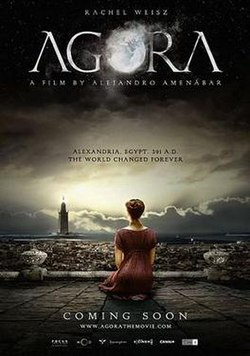 RACHEL WEISZ
AGORA
A FILM BY ALEJANDRO AMENÁBAR
ALEXANDRIA, EGYPT. 391 A.D.
THE WORLD CHANGED FOREVER
COMING SOON
WWW.AGORATHEMOVIE.COM